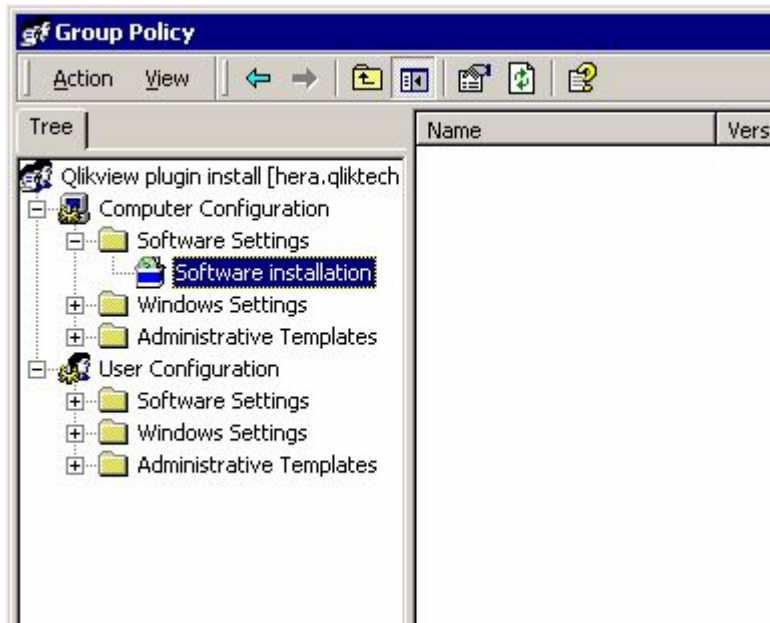 Group Policy
Action View
Tree
Name Vers
Qlikview plugin install [hera.qliktech
Computer Configuration
Software Settings
Software installation
Windows Settings
Administrative Templates
User Configuration
Software Settings
Windows Settings
Administrative Templates